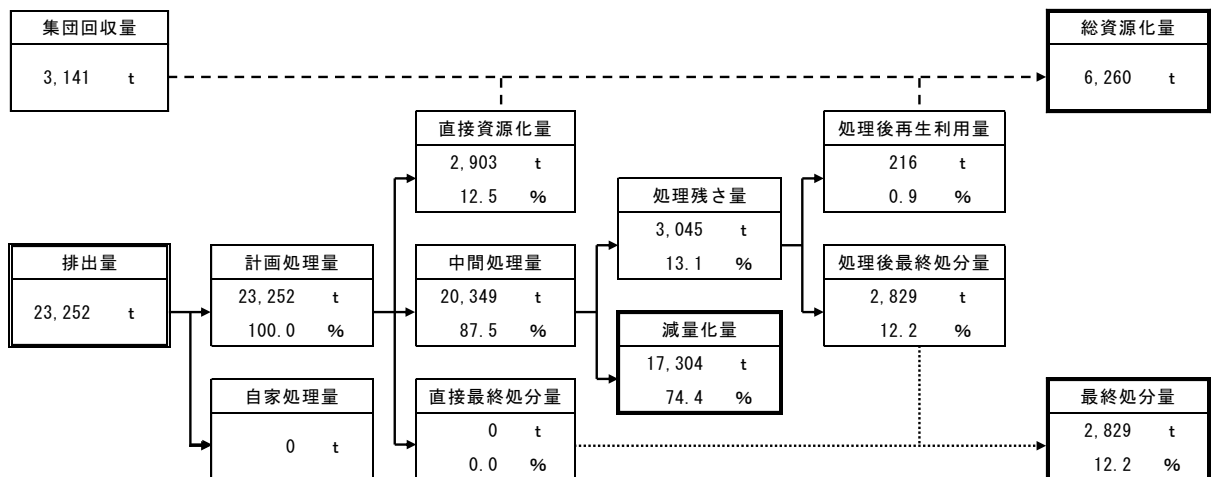 集団回収量
3,141 t
総資源化量
6,260 t
直接資源化量
2,903 t
12.5 %
処理後再生利用量
216 t
0.9 %
処理残さ量
3,045 t
13.1 %
排出量
23,252 t
計画処理量
23,252 t
100.0 %
中間処理量
20,349 t
87.5 %
処理後最終処分量
2,829 t
12.2 %
減量化量
17,304 t
74.4 %
自家処理量
0 t
直接最終処分量
0 t
0.0 %
最終処分量
2,829 t
12.2 %